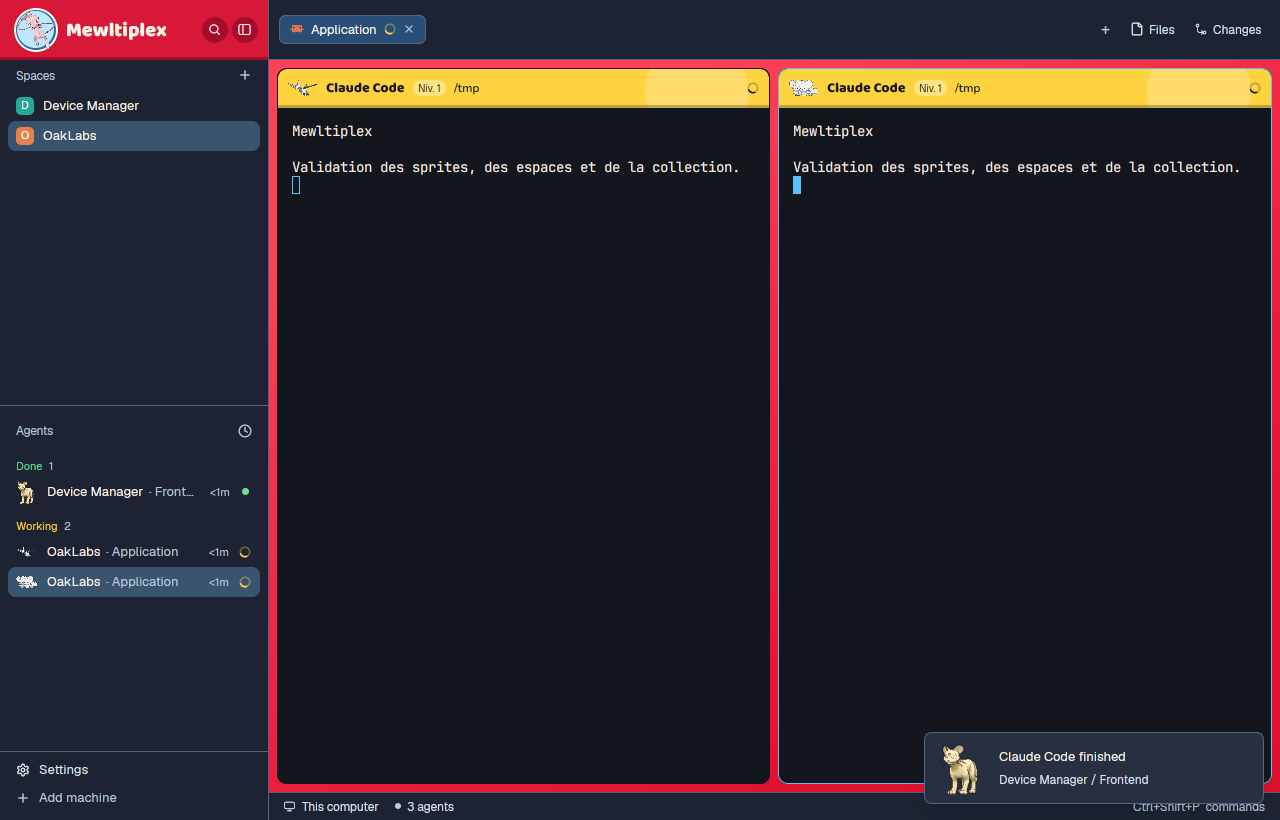 Mewltiplex
Spaces
D Device Manager
O OakLabs
Agents
Done 1
Device Manager · Front... <1m
Working 2
OakLabs · Application <1m
OakLabs · Application <1m
Settings
Add machine
Application
Files
Changes
Claude Code Niv. 1 /tmp
Mewltiplex
Validation des sprites, des espaces et de la collection.
Claude Code Niv. 1 /tmp
Mewltiplex
Validation des sprites, des espaces et de la collection.
Claude Code finished
Device Manager / Frontend
This computer
3 agents
Ctrl+Shift+P commands